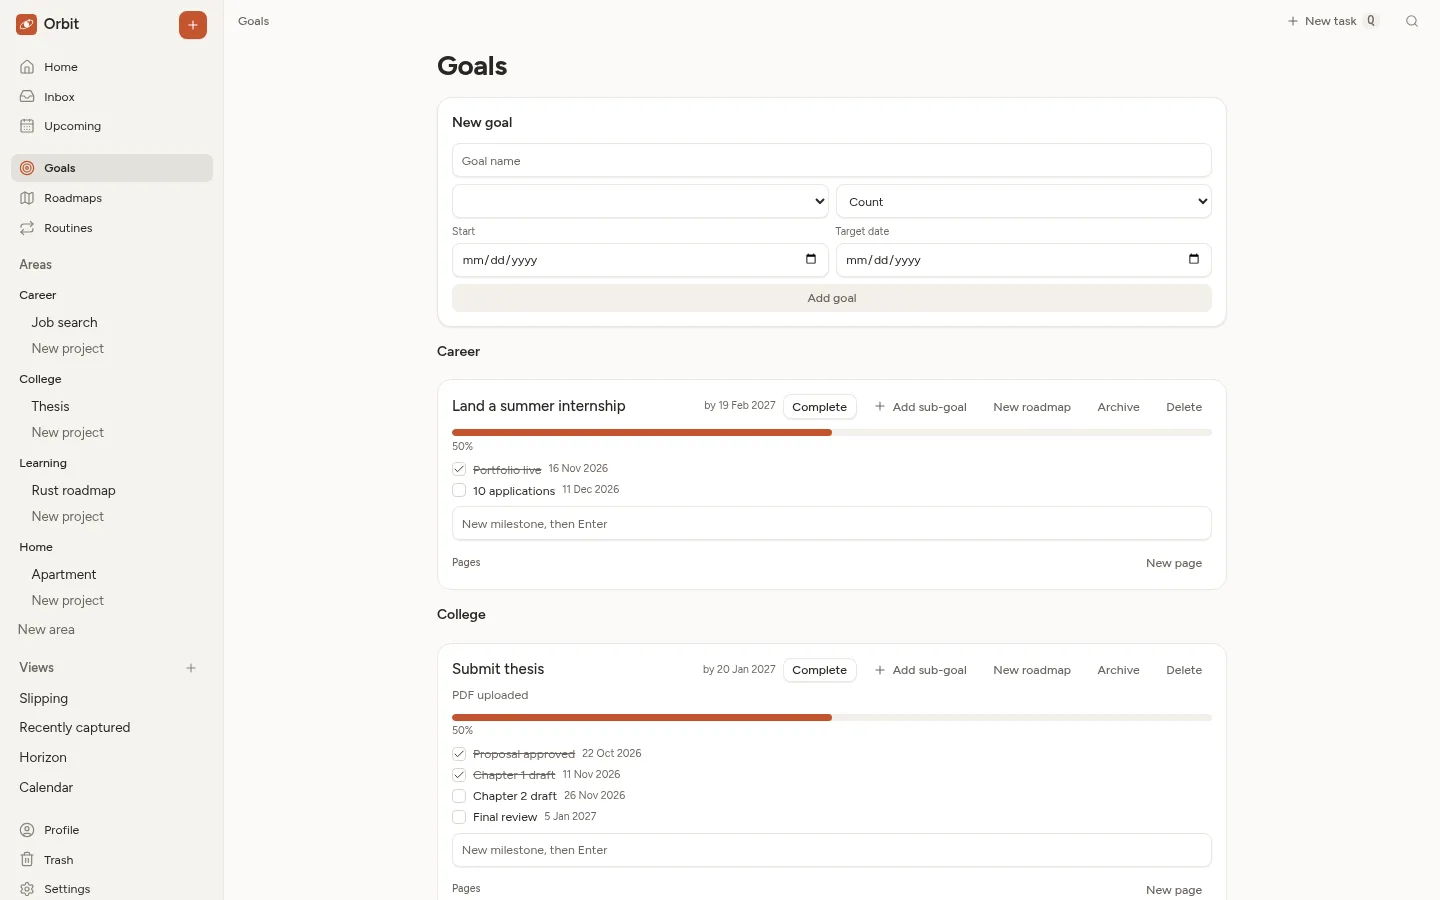 Orbit
Home
Inbox
Upcoming
Goals
Roadmaps
Routines
Areas
Career
Job search
New project
College
Thesis
New project
Learning
Rust roadmap
New project
Home
Apartment
New project
New area
Views
Slipping
Recently captured
Horizon
Calendar
Profile
Trash
Settings
Goals
New task Q
Goals
New goal
Goal name
Count
Start
Target date
mm/dd/yyyy
mm/dd/yyyy
Add goal
Career
Land a summer internship by 19 Feb 2027 Complete Add sub-goal New roadmap Archive Delete
50%
Portfolio live 16 Nov 2026
10 applications 11 Dec 2026
New milestone, then Enter
Pages New page
College
Submit thesis by 20 Jan 2027 Complete Add sub-goal New roadmap Archive Delete
PDF uploaded
50%
Proposal approved 22 Oct 2026
Chapter 1 draft 11 Nov 2026
Chapter 2 draft 26 Nov 2026
Final review 5 Jan 2027
New milestone, then Enter
Pages New page